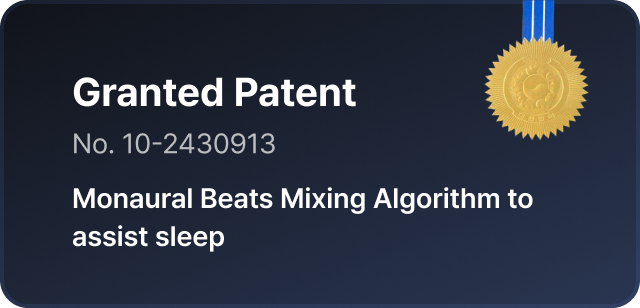 Granted Patent
No. 10-2430913
Monaural Beats Mixing Algorithm to
assist sleep